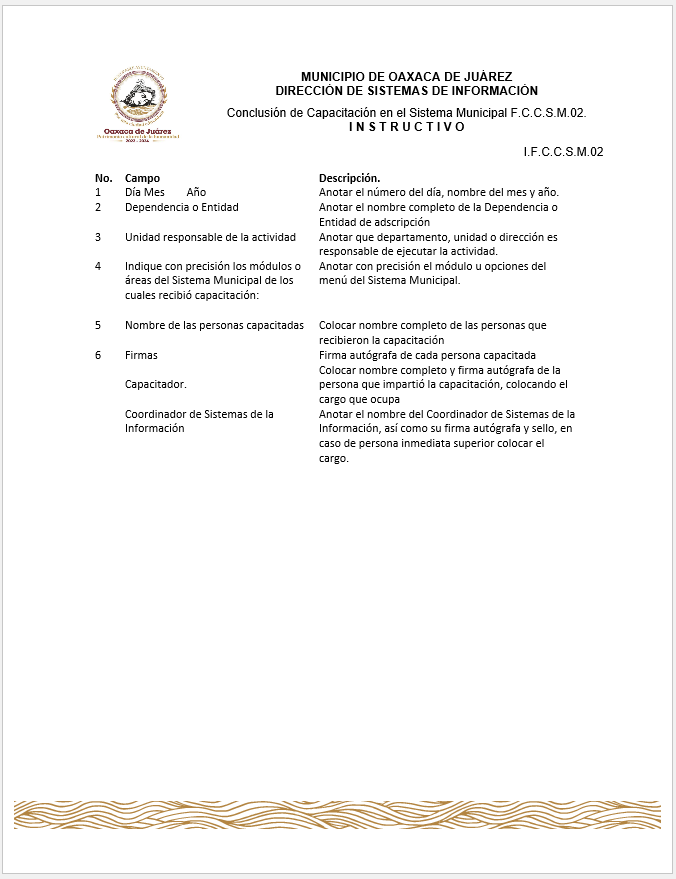 MUNICIPIO DE OAXACA DE JUÁREZ
DIRECCIÓN DE SISTEMAS DE INFORMACIÓN
Conclusión de Capacitación en el Sistema Municipal F.C.C.S.M.02.
I N S T R U C T I V O
Oaxaca de Juárez
Patrimonio cultural de la humanidad
2022 - 2024
I.F.C.C.S.M.02
No. Campo Descripción.
1 Día Mes Año Anotar el número del día, nombre del mes y año.
2 Dependencia o Entidad Anotar el nombre completo de la Dependencia o
Entidad de adscripción
3 Unidad responsable de la actividad Anotar que departamento, unidad o dirección es
responsable de ejecutar la actividad.
4 Indique con precisión los módulos o Anotar con precisión el módulo u opciones del
áreas del Sistema Municipal de los menú del Sistema Municipal.
cuales recibió capacitación:
5 Nombre de las personas capacitadas Colocar nombre completo de las personas que
recibieron la capacitación
6 Firmas Firma autógrafa de cada persona capacitada
Colocar nombre completo y firma autógrafa de la
Capacitador. persona que impartió la capacitación, colocando el
cargo que ocupa
Coordinador de Sistemas de la Anotar el nombre del Coordinador de Sistemas de la
Información Información, así como su firma autógrafa y sello, en
caso de persona inmediata superior colocar el
cargo.